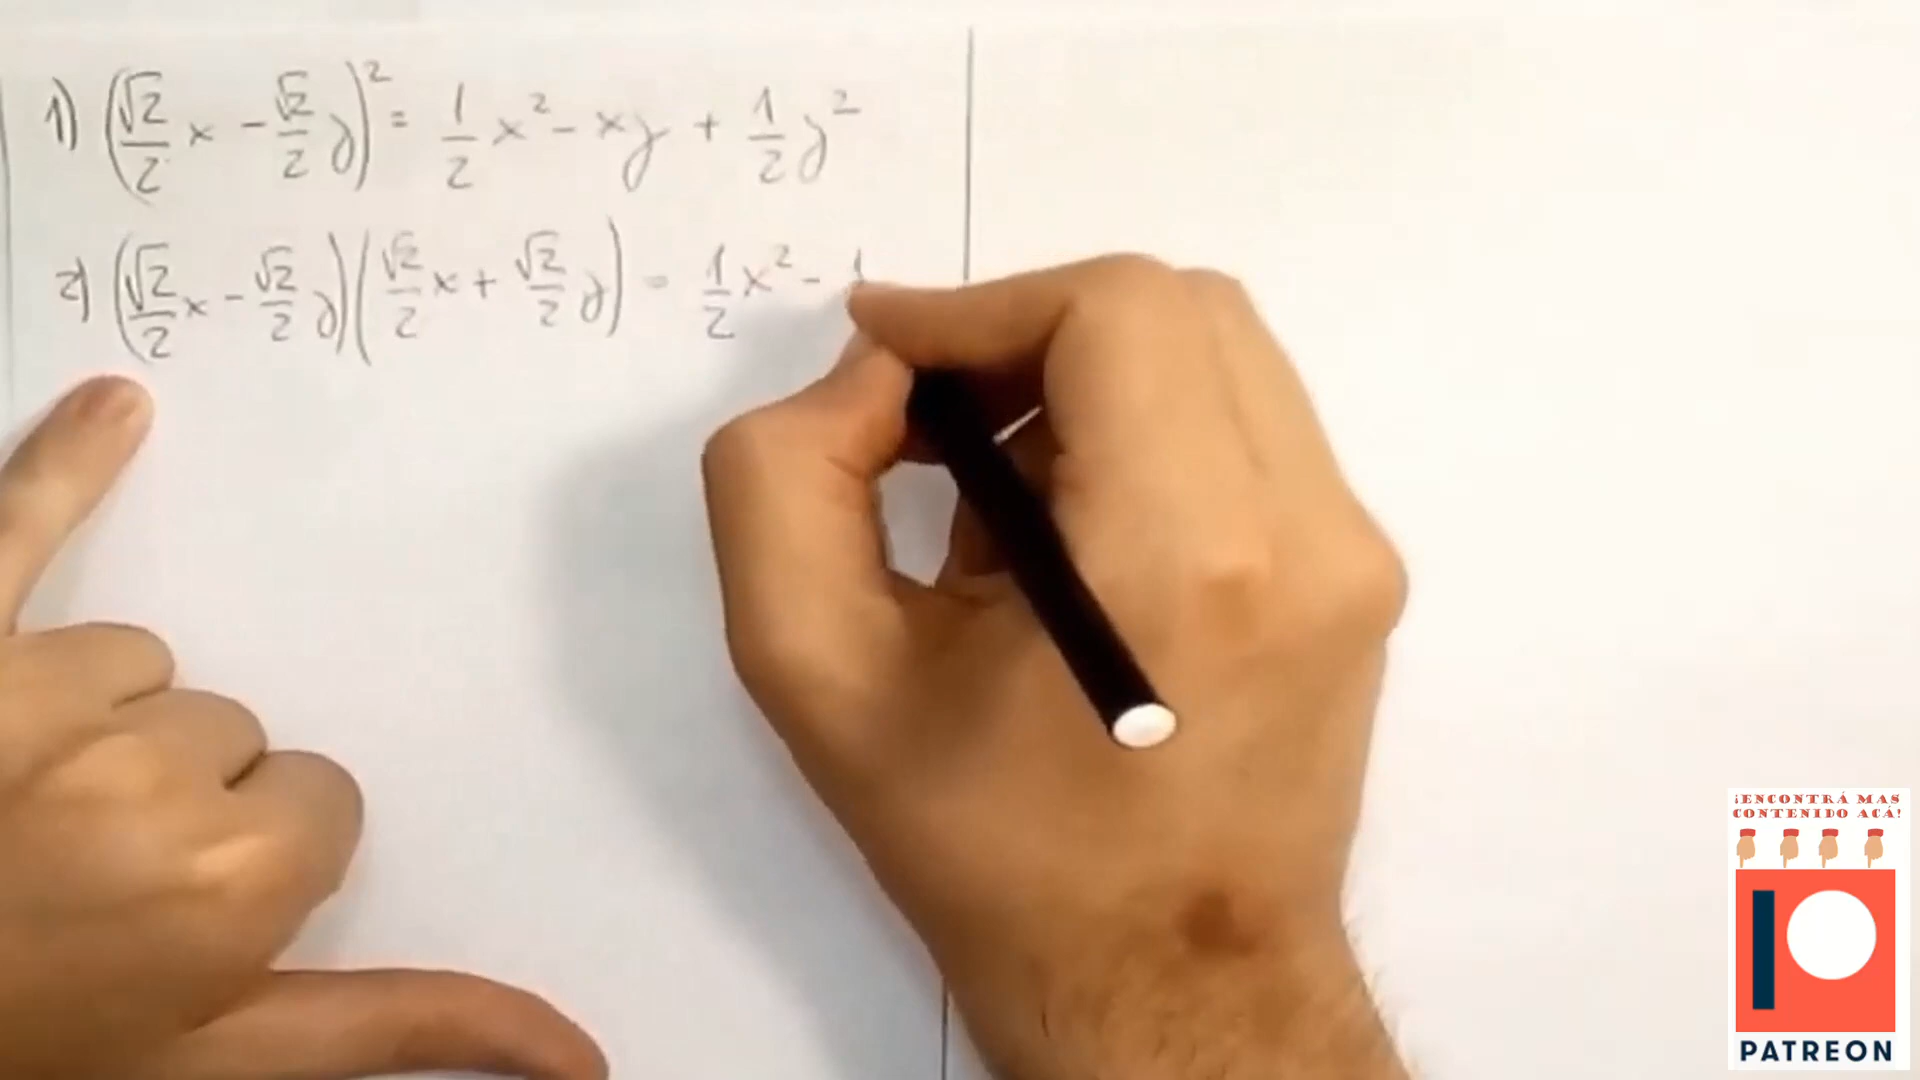 1) (√2/2 x - √2/2 y)² = 1/2 x² - xy + 1/2 y²
2) (√2/2 x - √2/2 y)(√2/2 x + √2/2 y) = 1/2 x² - 1
¡ENCONTRÁ MAS
CONTENIDO ACÁ!
PATREON